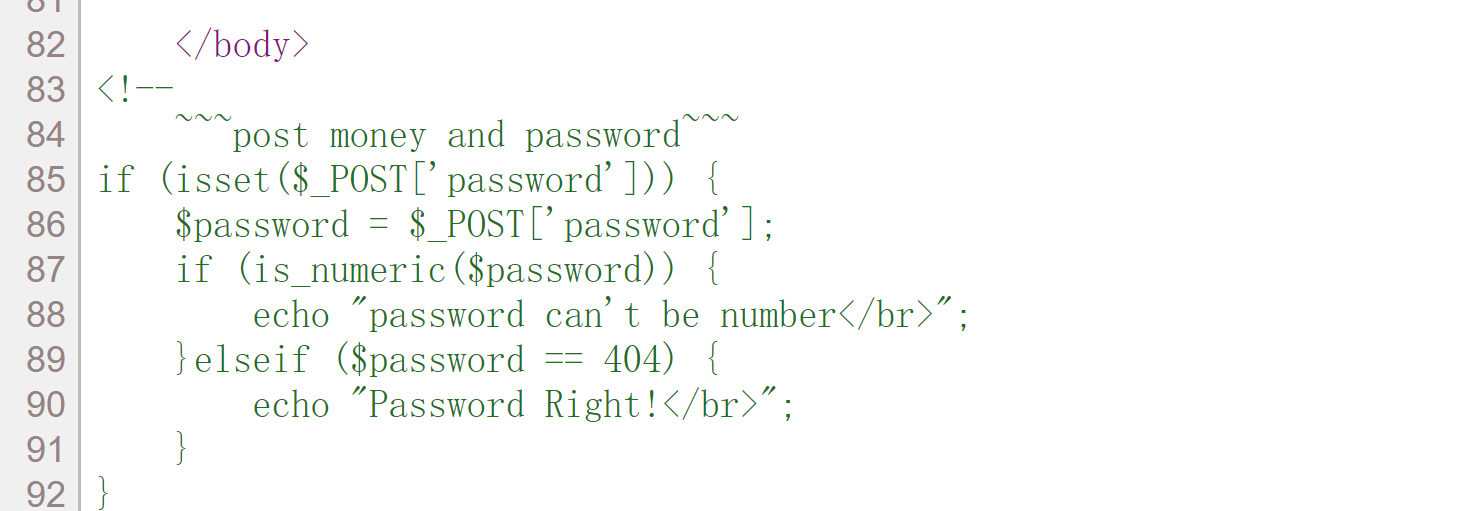 81
82 </body>
83 <!--
84 ~~~post money and password~~~
85 if (isset($_POST['password'])) {
86 $password = $_POST['password'];
87 if (is_numeric($password)) {
88 echo "password can't be number</br>";
89 }elseif ($password == 404) {
90 echo "Password Right!</br>";
91 }
92 }